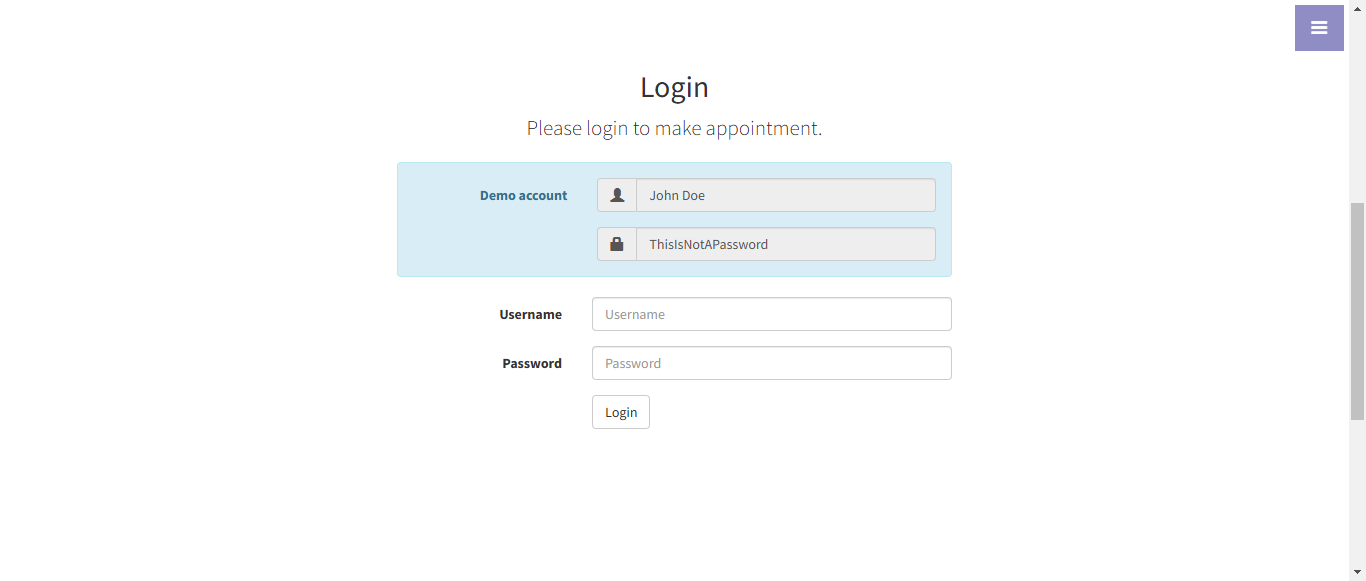 Login
Please login to make appointment.
Demo account John Doe
ThisIsNotAPassword
Username Username
Password Password
Login